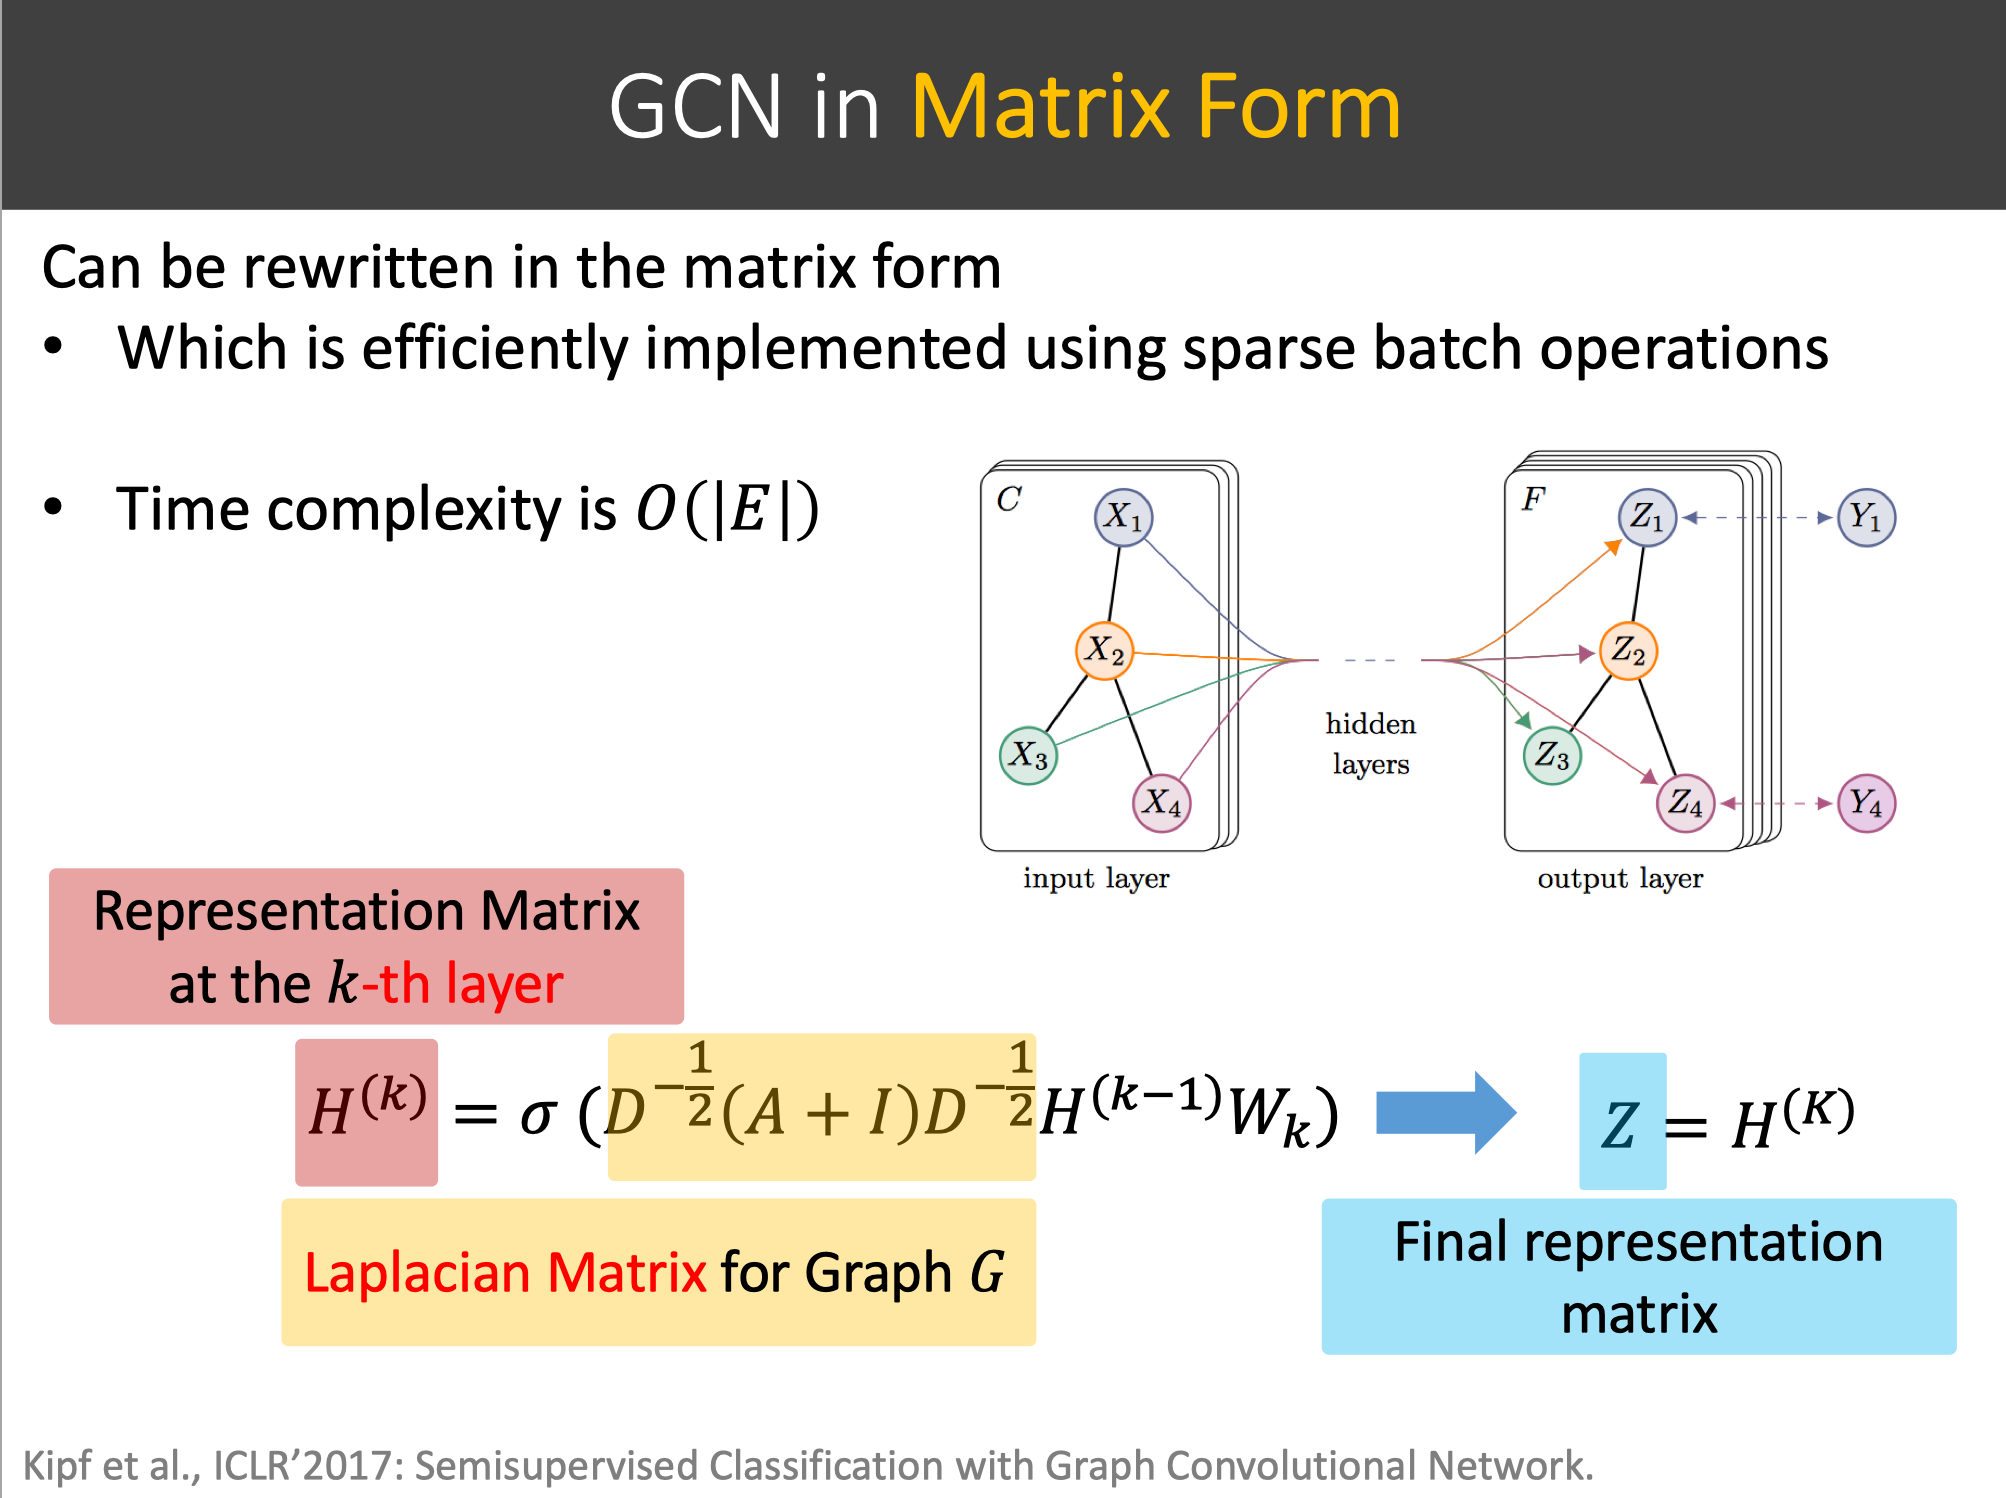 GCN in Matrix Form
Can be rewritten in the matrix form
• Which is efficiently implemented using sparse batch operations
• Time complexity is O(|E|)
C
X₁
X₂
X₃
X₄
input layer
hidden
layers
F
Z₁
Z₂
Z₃
Z₄
output layer
Y₁
Y₄
Representation Matrix
at the k-th layer
H^(k) = σ (D^{-1/2}(A + I)D^{-1/2}H^(k−1)W_k)
Z = H^(K)
Laplacian Matrix for Graph G
Final representation
matrix
Kipf et al., ICLR’2017: Semisupervised Classification with Graph Convolutional Network.